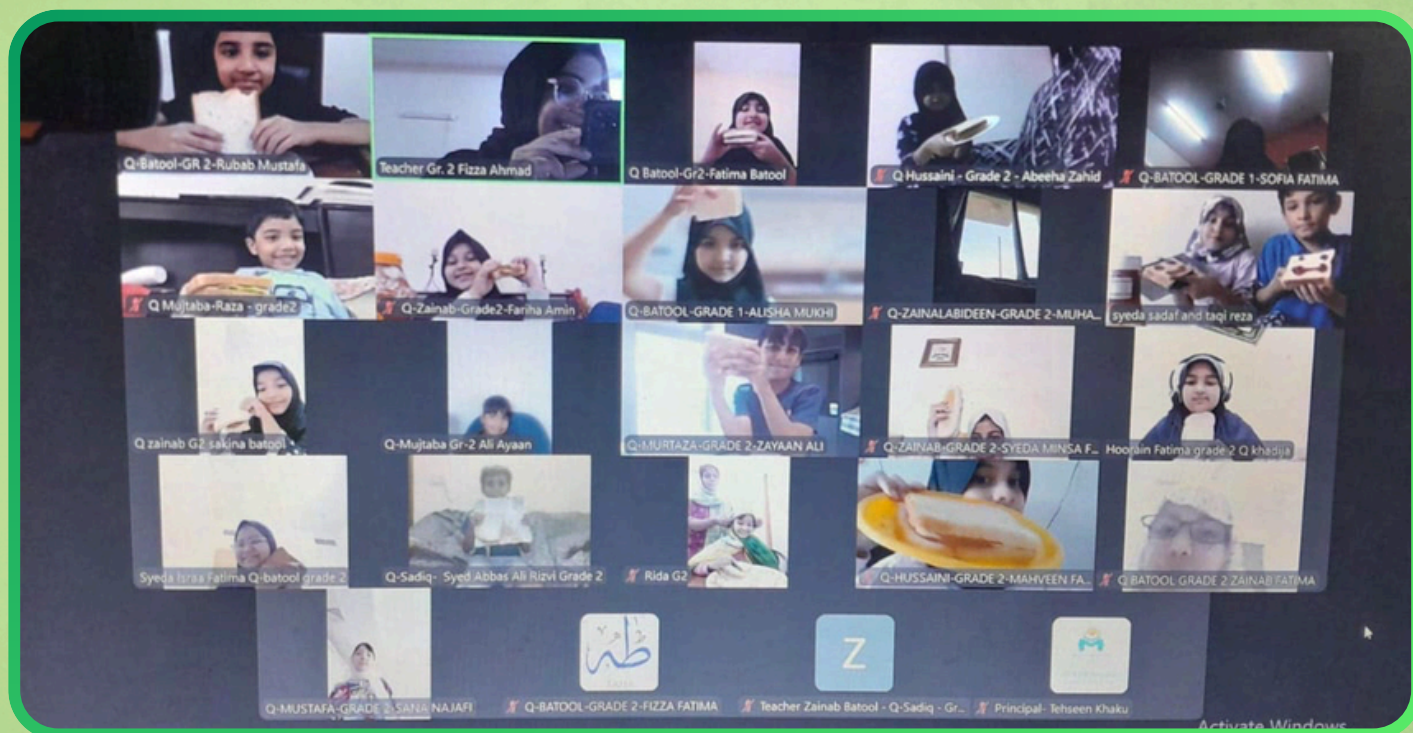 Q-Batool-GR 2-Rubab Mustafa
Teacher Gr. 2 Fizza Ahmad
Q Batool-Gr2-Fatima Batool
Q Hussaini - Grade 2 - Abeeha Zahid
Q-BATOOL-GRADE 1-SOFIA FATIMA
Q Mujtaba-Raza - grade2
Q-Zainab-Grade2-Fariha Amin
Q-BATOOL-GRADE 1-ALISHA MUKHI
Q-ZAINALABIDEEN-GRADE 2-MUHA...
syeda sadaf and taqi reza
Q zainab G2 sakina batool
Q-Mujtaba Gr-2 Ali Ayaan
Q-MURTAZA-GRADE 2-ZAYAAN ALI
Q-ZAINAB-GRADE 2-SYEDA MINSA F...
Hoorain Fatima grade 2 Q khadija
Syeda Israa Fatima Q-batool grade 2
Q-Sadiq- Syed Abbas Ali Rizvi Grade 2
Rida G2
Q-HUSSAINI-GRADE 2-MAHVEEN FA...
Q BATOOL GRADE 2 ZAINAB FATIMA
Q-MUSTAFA-GRADE 2-SANA NAJAFI
طه
Q-BATOOL-GRADE 2-FIZZA FATIMA
Z
Teacher Zainab Batool - Q-Sadiq - Gr...
Principal- Tehseen Khaku
Activate Windows